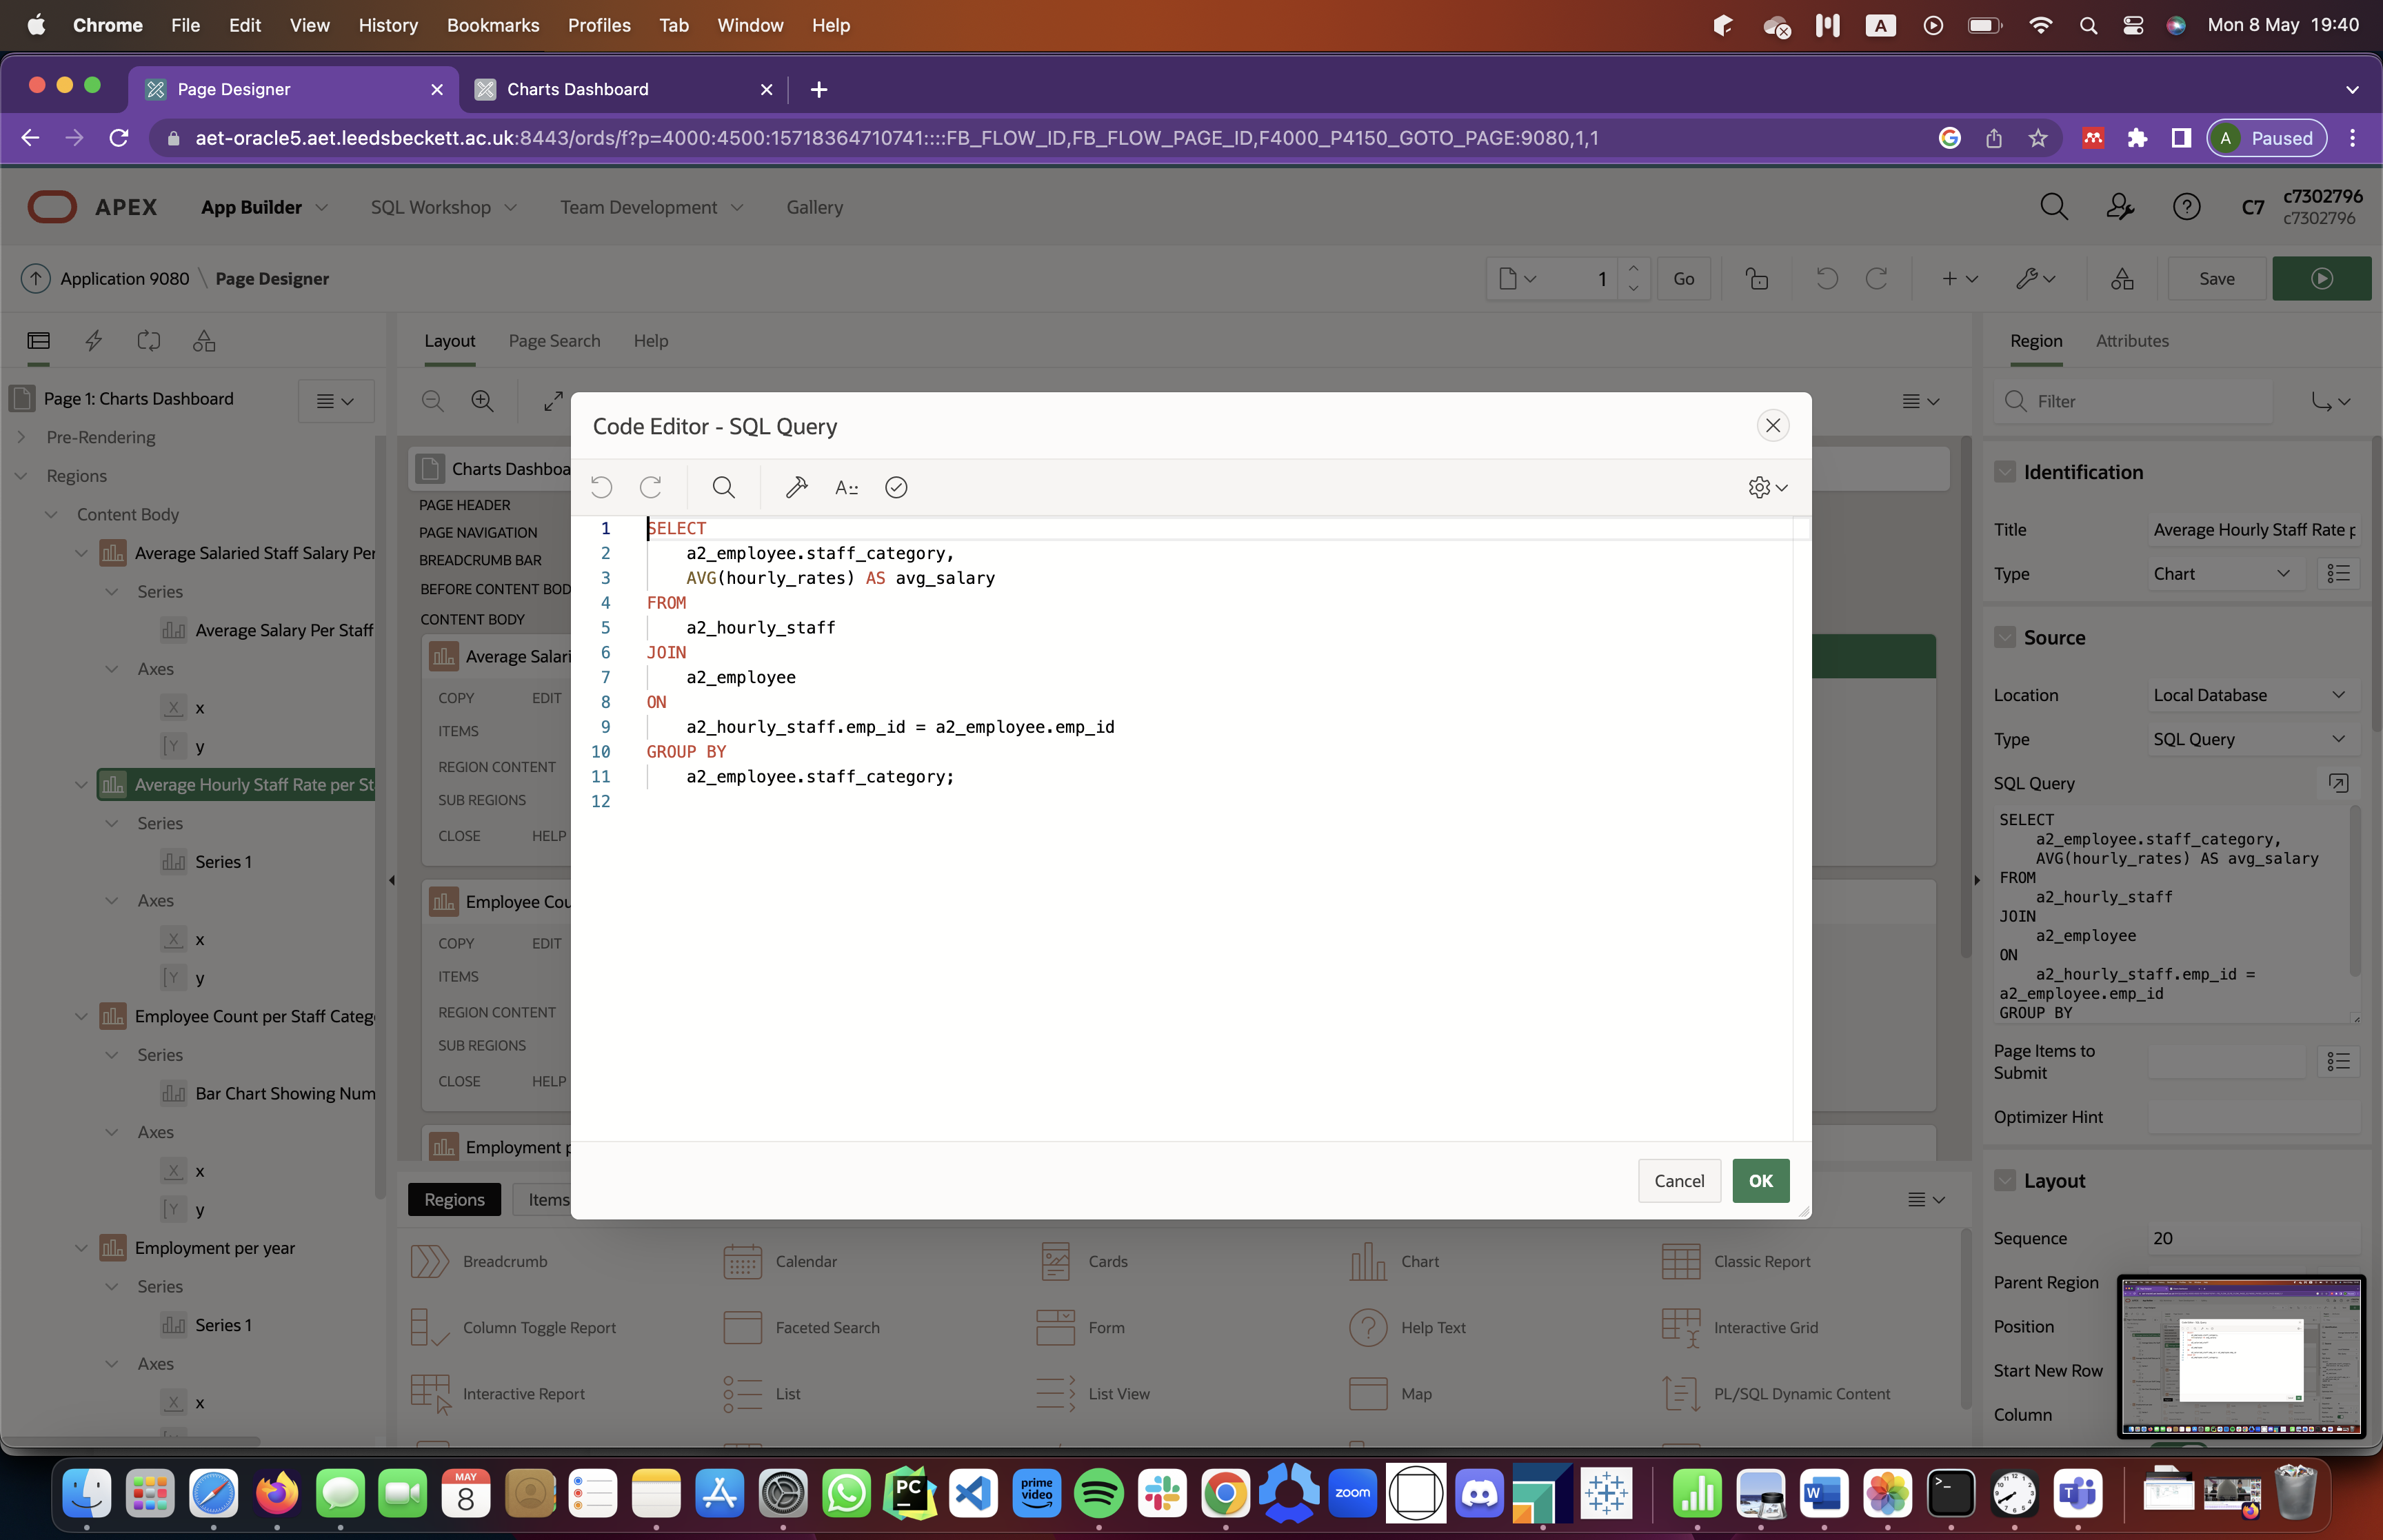 Chrome File Edit View History Bookmarks Profiles Tab Window Help
A
Mon 8 May 19:40
Page Designer
Charts Dashboard
aet-oracle5.aet.leedsbeckett.ac.uk:8443/ords/f?p=4000:4500:15718364710741::::FB_FLOW_ID,FB_FLOW_PAGE_ID,F4000_P4150_GOTO_PAGE:9080,1,1
A Paused
APEX App Builder SQL Workshop Team Development Gallery
C7 c7302796
c7302796
Application 9080 \ Page Designer
1 Go
Save
Layout Page Search Help
Region Attributes
Page 1: Charts Dashboard
Filter
Pre-Rendering
Regions
Content Body
Average Salaried Staff Salary Per
Series
Average Salary Per Staff
Axes
x
y
Average Hourly Staff Rate per St
Series
Series 1
Axes
x
y
Employee Count per Staff Categ
Series
Bar Chart Showing Num
Axes
x
y
Employment per year
Series
Series 1
Axes
x
Charts Dashboa
PAGE HEADER
PAGE NAVIGATION
BREADCRUMB BAR
BEFORE CONTENT BOD
CONTENT BODY
Average Salari
COPY EDIT
ITEMS
REGION CONTENT
SUB REGIONS
CLOSE HELP
Employee Cou
COPY EDIT
ITEMS
REGION CONTENT
SUB REGIONS
CLOSE HELP
Employment p
Code Editor - SQL Query
1 SELECT
2 a2_employee.staff_category,
3 AVG(hourly_rates) AS avg_salary
4 FROM
5 a2_hourly_staff
6 JOIN
7 a2_employee
8 ON
9 a2_hourly_staff.emp_id = a2_employee.emp_id
10 GROUP BY
11 a2_employee.staff_category;
12
Cancel OK
Regions Items
Breadcrumb Calendar Cards Chart Classic Report
Column Toggle Report Faceted Search Form Help Text Interactive Grid
Interactive Report List List View Map PL/SQL Dynamic Content
Identification
Title Average Hourly Staff Rate p
Type Chart
Source
Location Local Database
Type SQL Query
SQL Query
SELECT
a2_employee.staff_category,
AVG(hourly_rates) AS avg_salary
FROM
a2_hourly_staff
JOIN
a2_employee
ON
a2_hourly_staff.emp_id =
a2_employee.emp_id
GROUP BY
Page Items to
Submit
Optimizer Hint
Layout
Sequence 20
Parent Region
Position
Start New Row
Column
MAY
8
PC
prime
video
zoom
W
T